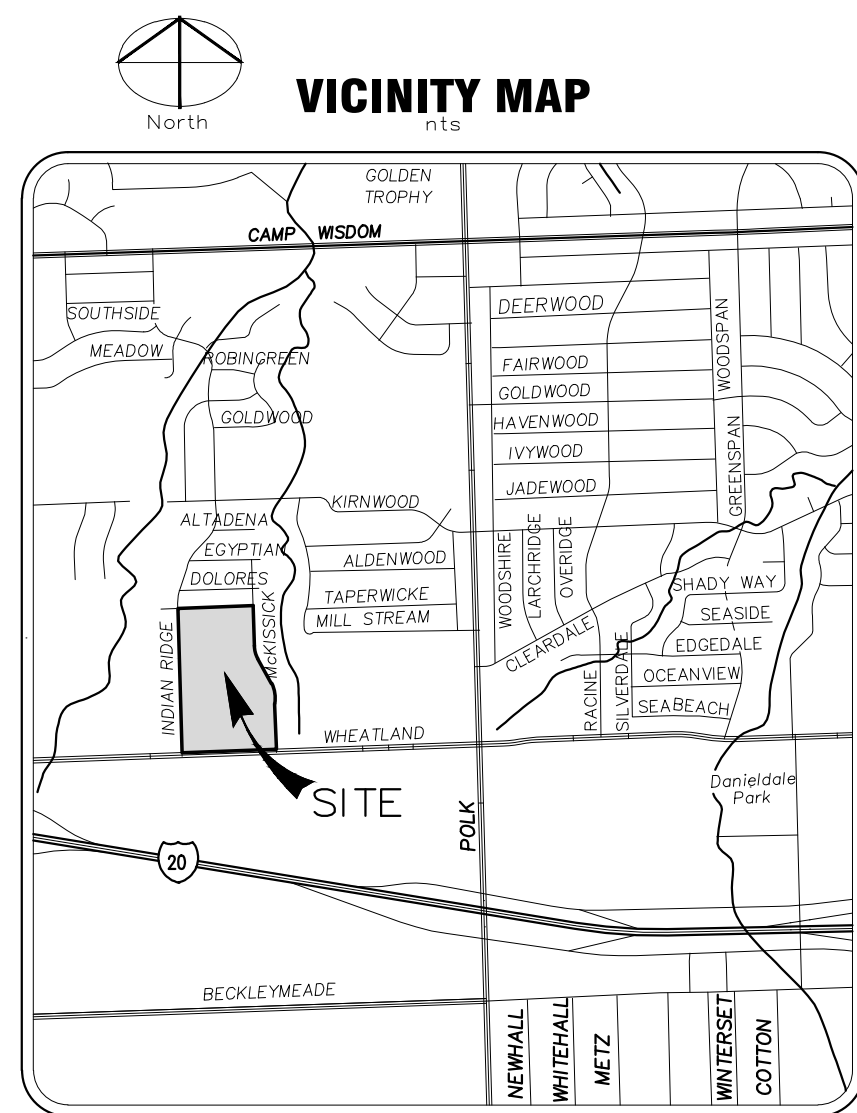 VICINITY MAP
nts
North
GOLDEN
TROPHY
CAMP WISDOM
SOUTHSIDE
MEADOW
ROBINGREEN
GOLDWOOD
DEERWOOD
FAIRWOOD
GOLDWOOD
HAVENWOOD
IVYWOOD
JADEWOOD
WOODSPAN
GREENSPAN
KIRNWOOD
ALTADENA
EGYPTIAN
DOLORES
ALDENWOOD
TAPERWICKE
MILL STREAM
McKISSICK
INDIAN RIDGE
WOODSHIRE
LARCHRIDGE
OVERIDGE
CLEARDALE
SHADY WAY
SEASIDE
EDGEDALE
OCEANVIEW
SEABEACH
RACINE
SILVERDALE
WHEATLAND
SITE
POLK
Danieldale
Park
20
BECKLEYMEADE
NEWHALL
WHITEHALL
METZ
WINTERSET
COTTON